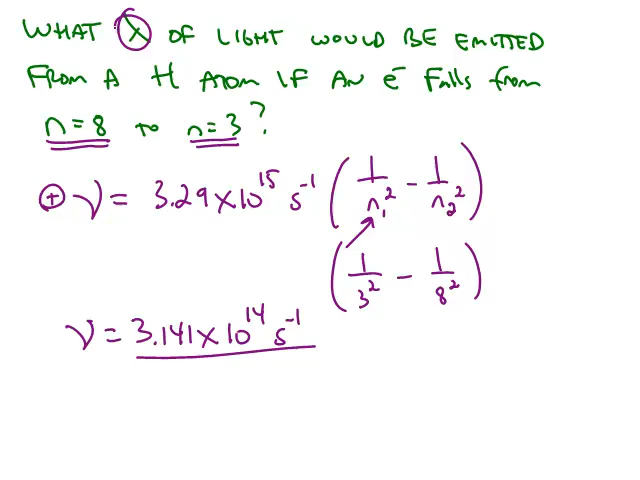 WHAT λ OF LIGHT WOULD BE EMITTED
FROM A H ATOM IF AN e⁻ Falls from
n=8 to n=3?
⊕ ν = 3.29×10¹⁵ s⁻¹ (1/n₁² − 1/n₂²)
(1/3² − 1/8²)
ν = 3.141×10¹⁴ s⁻¹